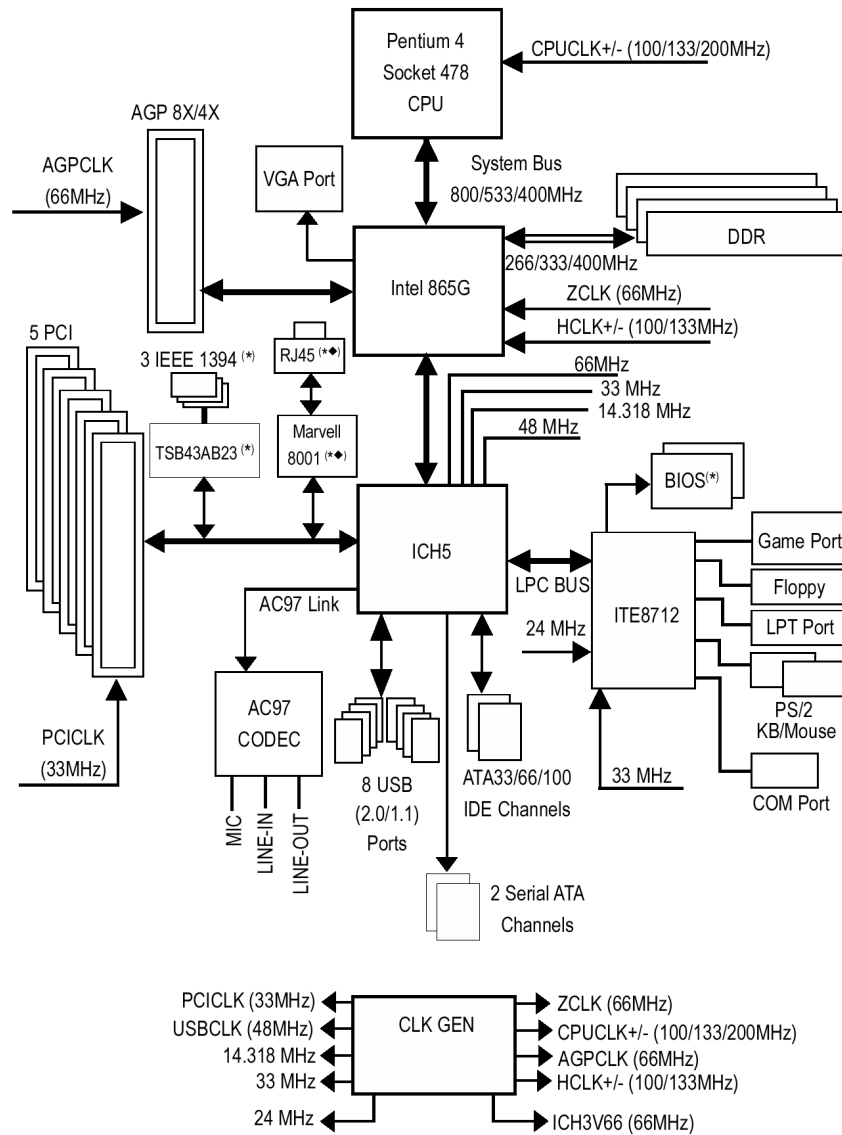 Pentium 4
Socket 478
CPU
CPUCLK+/- (100/133/200MHz)
AGP 8X/4X
AGPCLK
(66MHz)
VGA Port
System Bus
800/533/400MHz
DDR
Intel 865G
266/333/400MHz
ZCLK (66MHz)
HCLK+/- (100/133MHz)
5 PCI
3 IEEE 1394 (*)
RJ45 (*◆)
66MHz
33 MHz
14.318 MHz
48 MHz
TSB43AB23 (*)
Marvell
8001 (*◆)
BIOS(*)
ICH5
LPC BUS
Game Port
Floppy
LPT Port
ITE8712
24 MHz
AC97 Link
PS/2
KB/Mouse
AC97
CODEC
PCICLK
(33MHz)
8 USB
(2.0/1.1)
Ports
ATA33/66/100
IDE Channels
33 MHz
COM Port
MIC
LINE-IN
LINE-OUT
2 Serial ATA
Channels
CLK GEN
PCICLK (33MHz)
USBCLK (48MHz)
14.318 MHz
33 MHz
24 MHz
ZCLK (66MHz)
CPUCLK+/- (100/133/200MHz)
AGPCLK (66MHz)
HCLK+/- (100/133MHz)
ICH3V66 (66MHz)